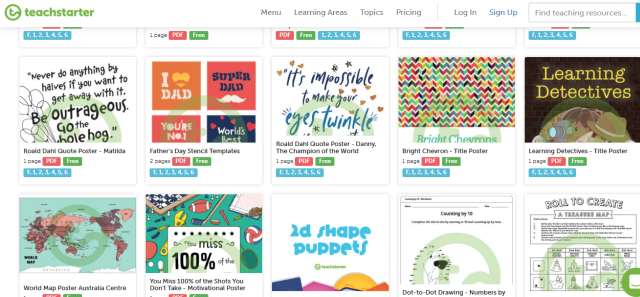 teachstarter
Menu Learning Areas Topics Pricing Log In Sign Up Find teaching resources...
F, 1, 2, 3, 4, 5, 6 1 page PDF Free F, 1, 2, 3, 4, 5, 6 1 page PDF Free 1, 2, 3, 4, 5, 6 F, 1, 2, 3, 4, 5, 6 F, 1, 2, 3, 4, 5, 6
"Never do anything by
halves if you want to
get away with it.
Be outrageous.
Go the
whole hog."
Roald Dahl Quote Poster - Matilda
1 page PDF Free
F, 1, 2, 3, 4, 5, 6
I
DAD
SUPER
DAD
YOU'RE
NO1
World's
Best
Father's Day Stencil Templates
2 pages PDF Free
F, 1, 2, 3, 4, 5, 6
"It's impossible
to make your
eyes twinkle
Roald Dahl Quote Poster - Danny,
The Champion of the World
1 page PDF Free
F, 1, 2, 3, 4, 5, 6
Bright Chevrons
Bright Chevron - Title Poster
1 page PDF Free
F, 1, 2, 3, 4, 5, 6
Learning
Detectives
Learning Detectives - Title Poster
1 page PDF Free
F, 1, 2, 3, 4, 5, 6
WORLD
MAP
World Map Poster Australia Centre
1 page PDF Free
You miss
100%
of the
You Miss 100% of the Shots You
Don't Take - Motivational Poster
2d shape
puppets
teachstarter
Counting by 10
Dot-to-Dot Drawing - Numbers by
ROLL TO CREATE
A TREASURE MAP